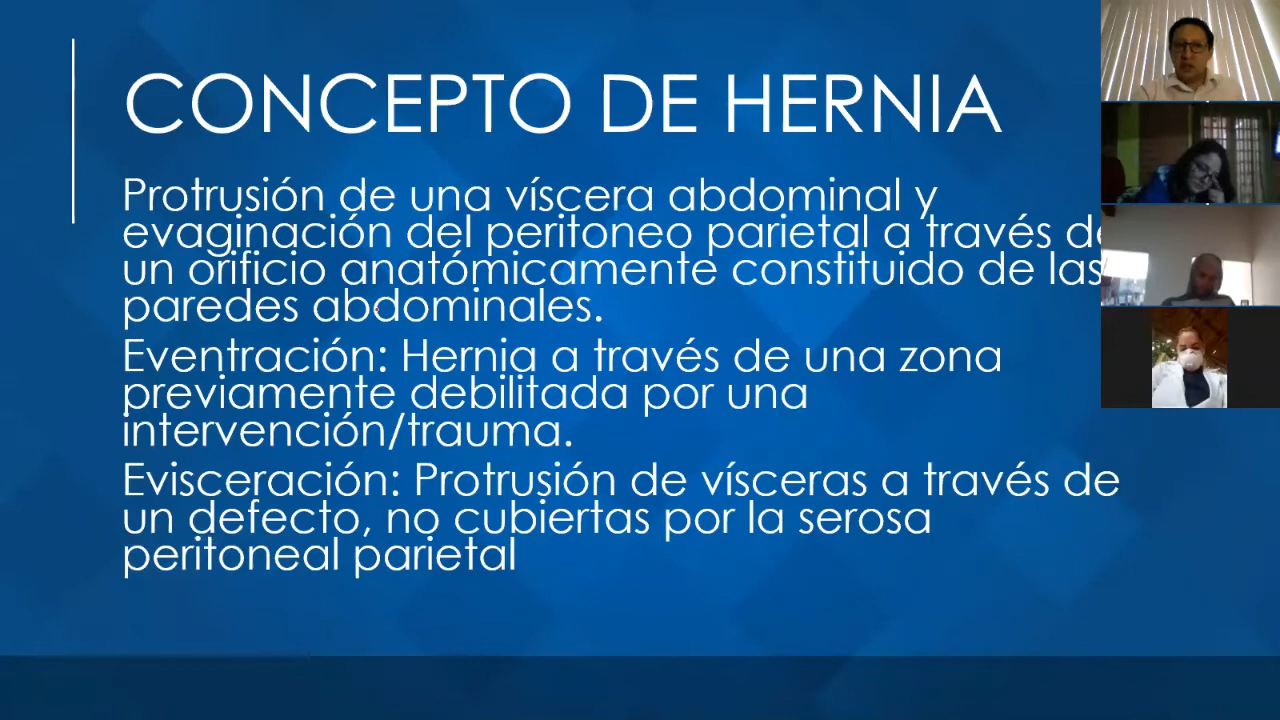 CONCEPTO DE HERNIA
Protrusión de una víscera abdominal y
evaginación del peritoneo parietal a través de
un orificio anatómicamente constituido de las
paredes abdominales.
Eventración: Hernia a través de una zona
previamente debilitada por una
intervención/trauma.
Evisceración: Protrusión de vísceras a través de
un defecto, no cubiertas por la serosa
peritoneal parietal